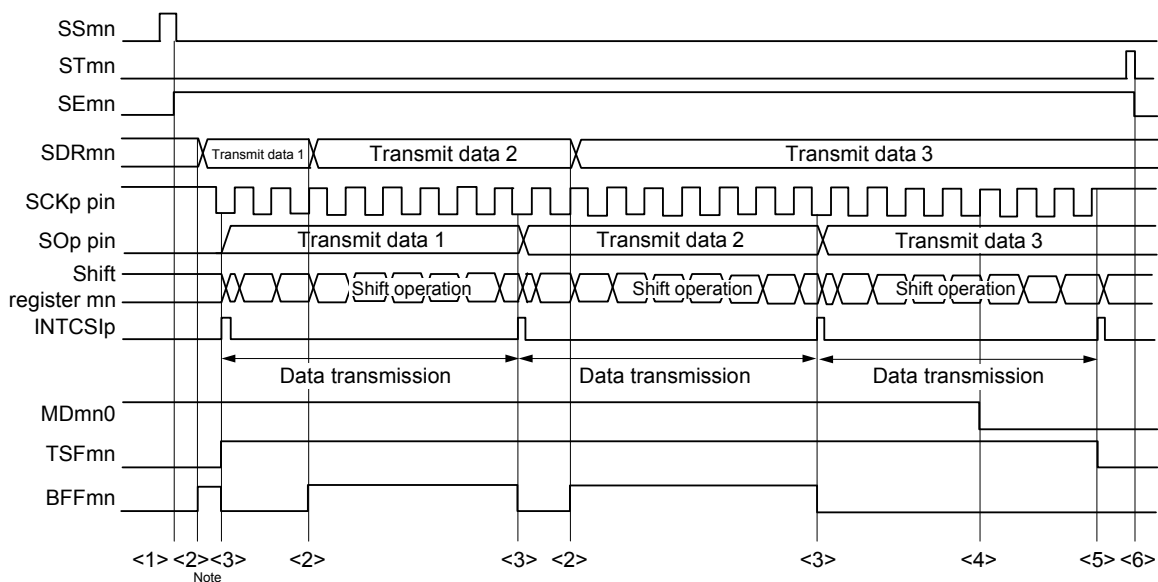 SSmn
STmn
SEmn
SDRmn Transmit data 1 Transmit data 2 Transmit data 3
SCKp pin
SOp pin Transmit data 1 Transmit data 2 Transmit data 3
Shift
register mn Shift operation Shift operation Shift operation
INTCSIp
Data transmission Data transmission Data transmission
MDmn0
TSFmn
BFFmn
<1> <2> <3> <2> <3> <2> <3> <4> <5> <6>
Note